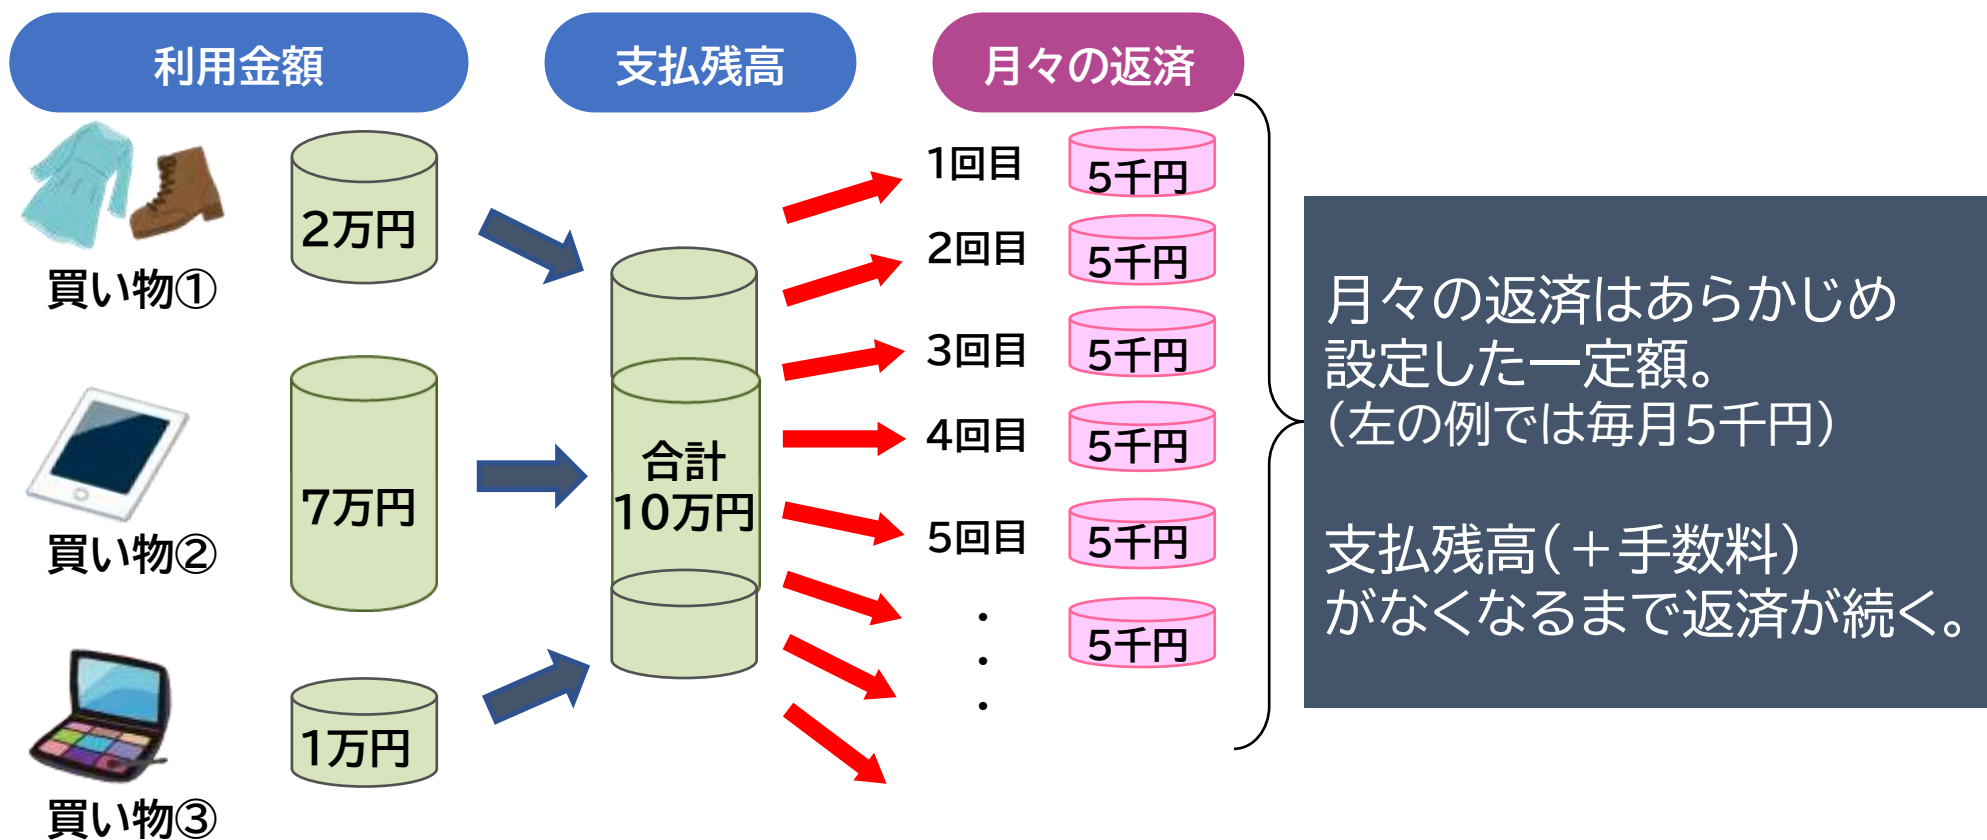 利用金額
支払残高
月々の返済
2万円
買い物①
7万円
買い物②
1万円
買い物③
合計
10万円
1回目
5千円
2回目
5千円
3回目
5千円
4回目
5千円
5回目
5千円
・
・
・
5千円
月々の返済はあらかじめ
設定した一定額。
（左の例では毎月5千円）
支払残高（＋手数料）
がなくなるまで返済が続く。